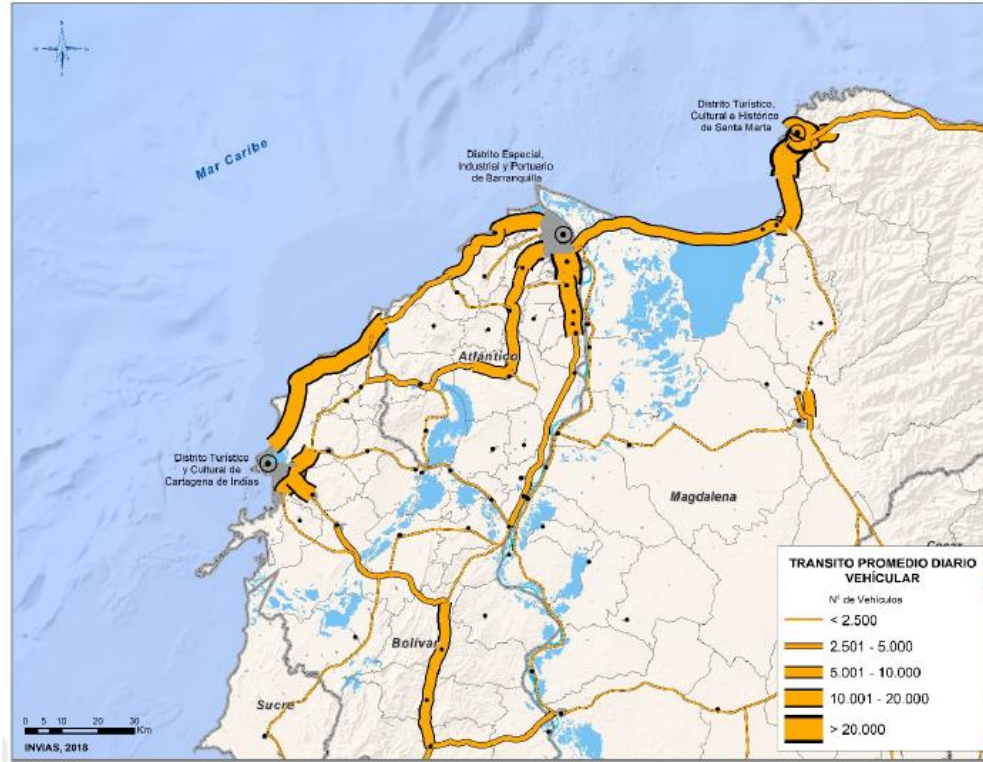 Mar Caribe
Distrito Turístico,
Cultural e Histórico
de Santa Marta
Distrito Especial,
Industrial y Portuario
de Barranquilla
Atlántico
Distrito Turístico
y Cultural de
Cartagena de Indias
Magdalena
Cesar
Bolívar
Sucre
TRANSITO PROMEDIO DIARIO
VEHÍCULAR
N° de Vehículos
< 2.500
2.501 - 5.000
5.001 - 10.000
10.001 - 20.000
> 20.000
0 5 10 20 30
Km
INVIAS, 2018